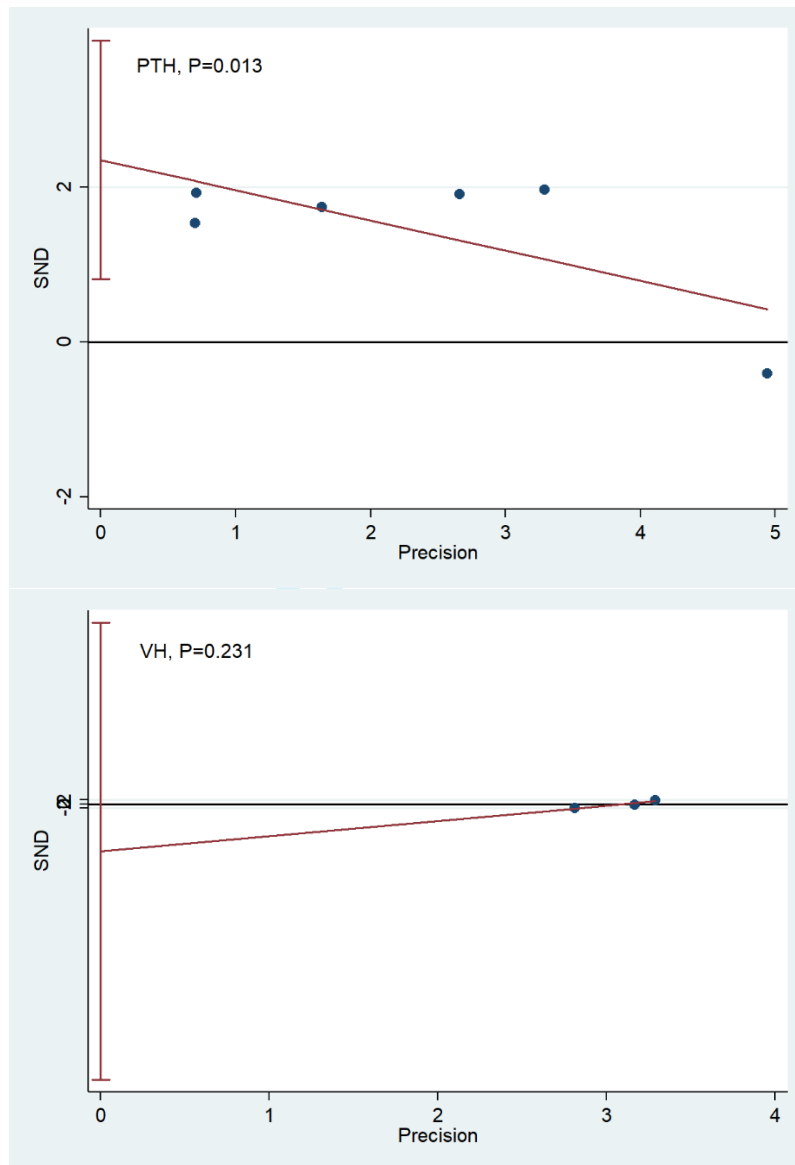 PTH, P=0.013
SND
2
0
-2
0 1 2 3 4 5
Precision
VH, P=0.231
SND
0 1 2 3 4
Precision